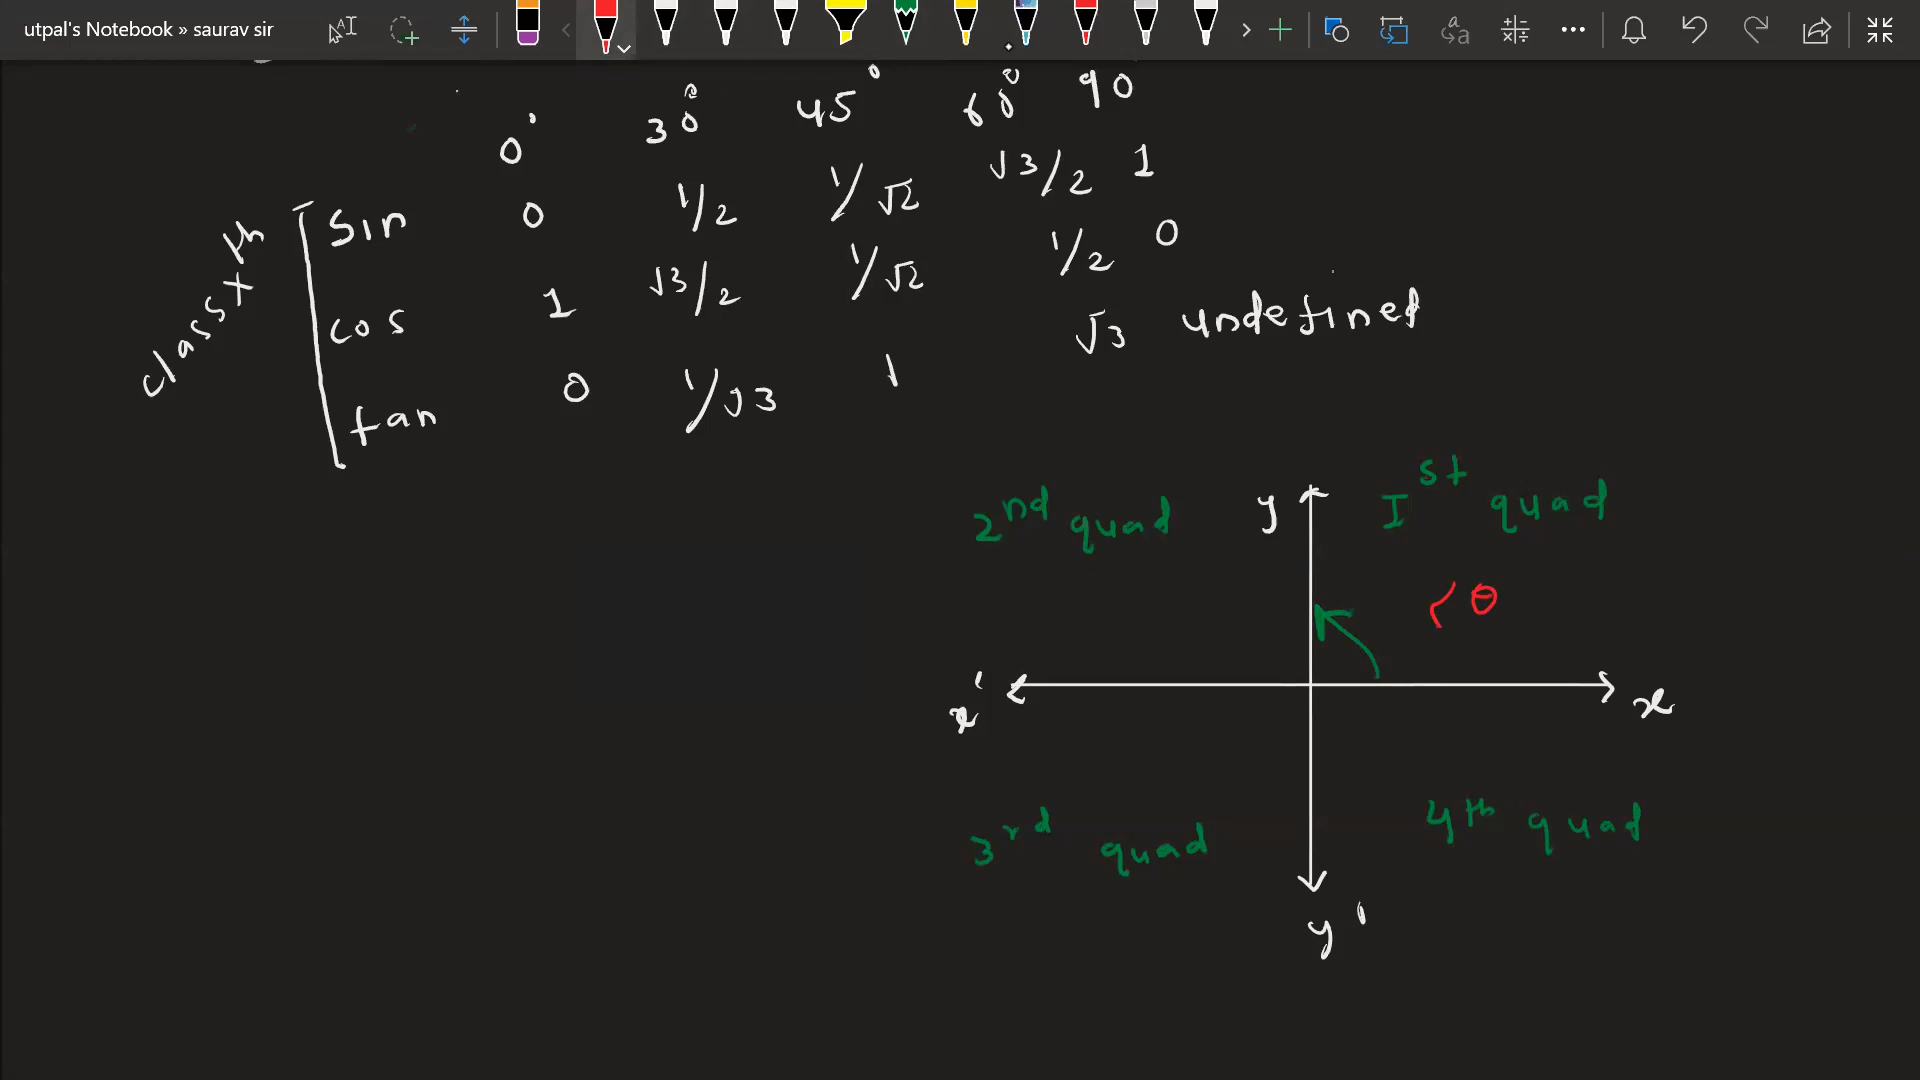 utpal's Notebook » saurav sir
0° 30° 45° 60° 90
class Xth
sin 0 1/2 1/√2 √3/2 1
cos 1 √3/2 1/√2 1/2 0
tan 0 1/√3 1 √3 undefined
2nd quad y Ist quad
θ
x' x
3rd quad 4th quad
y'